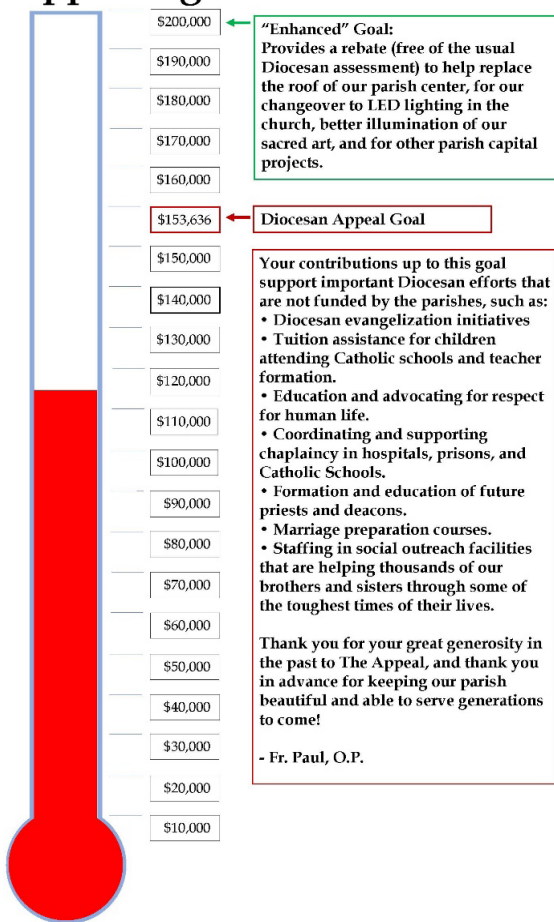 $200,000
$190,000
$180,000
$170,000
$160,000
$153,636
$150,000
$140,000
$130,000
$120,000
$110,000
$100,000
$90,000
$80,000
$70,000
$60,000
$50,000
$40,000
$30,000
$20,000
$10,000
“Enhanced” Goal:
Provides a rebate (free of the usual
Diocesan assessment) to help replace
the roof of our parish center, for our
changeover to LED lighting in the
church, better illumination of our
sacred art, and for other parish capital
projects.
Diocesan Appeal Goal
Your contributions up to this goal
support important Diocesan efforts that
are not funded by the parishes, such as:
• Diocesan evangelization initiatives
• Tuition assistance for children
attending Catholic schools and teacher
formation.
• Education and advocating for respect
for human life.
• Coordinating and supporting
chaplaincy in hospitals, prisons, and
Catholic Schools.
• Formation and education of future
priests and deacons.
• Marriage preparation courses.
• Staffing in social outreach facilities
that are helping thousands of our
brothers and sisters through some of
the toughest times of their lives.
Thank you for your great generosity in
the past to The Appeal, and thank you
in advance for keeping our parish
beautiful and able to serve generations
to come!
- Fr. Paul, O.P.